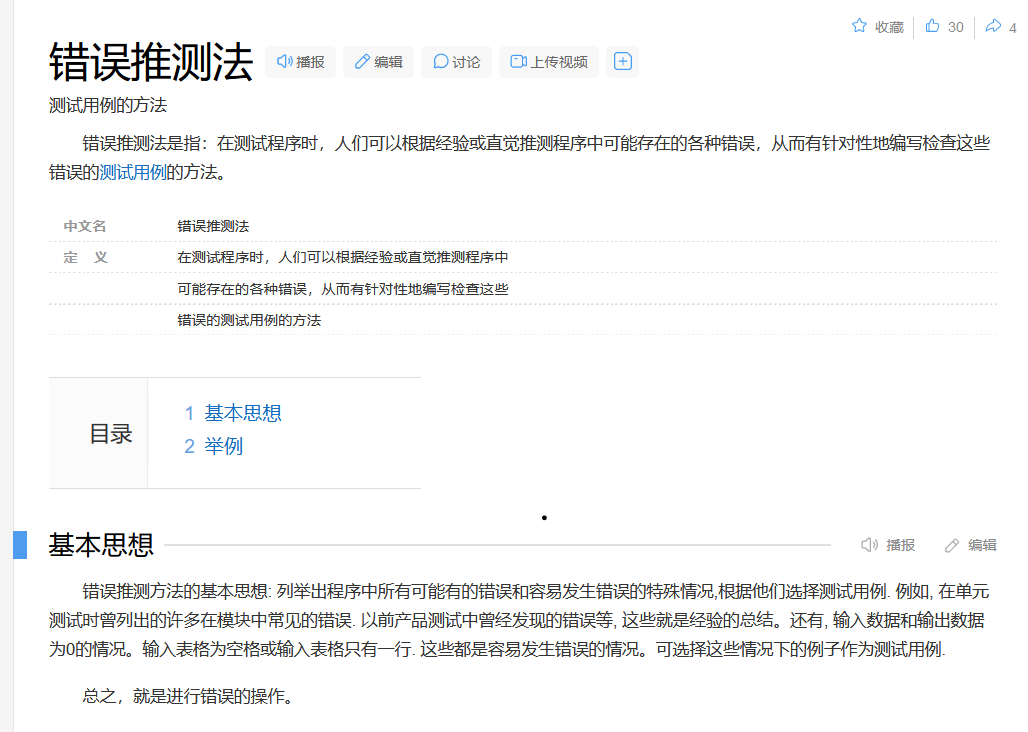 收藏 30 4
错误推测法 播报 编辑 讨论 上传视频
测试用例的方法
错误推测法是指：在测试程序时，人们可以根据经验或直觉推测程序中可能存在的各种错误，从而有针对性地编写检查这些
错误的测试用例的方法。
中文名 错误推测法
定 义 在测试程序时，人们可以根据经验或直觉推测程序中
可能存在的各种错误，从而有针对性地编写检查这些
错误的测试用例的方法
目录
1 基本思想
2 举例
基本思想 播报 编辑
错误推测方法的基本思想: 列举出程序中所有可能有的错误和容易发生错误的特殊情况,根据他们选择测试用例. 例如, 在单元
测试时曾列出的许多在模块中常见的错误. 以前产品测试中曾经发现的错误等, 这些就是经验的总结。还有, 输入数据和输出数据
为0的情况。输入表格为空格或输入表格只有一行. 这些都是容易发生错误的情况。可选择这些情况下的例子作为测试用例.
总之，就是进行错误的操作。